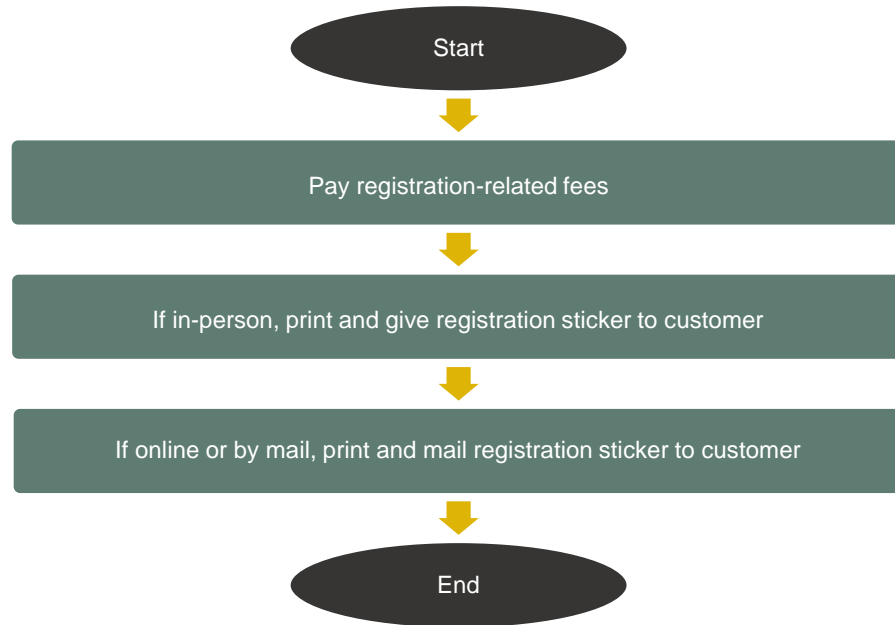 Start
Pay registration-related fees
If in-person, print and give registration sticker to customer
If online or by mail, print and mail registration sticker to customer
End